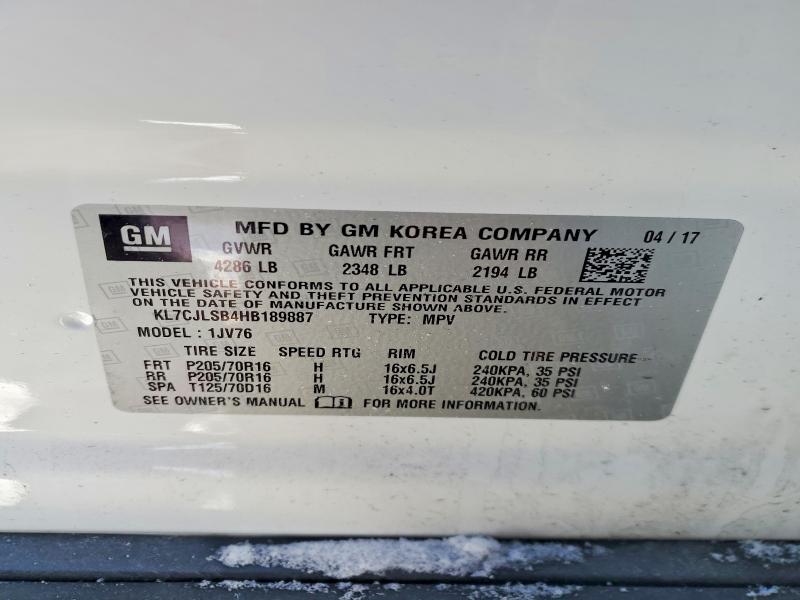 GM MFD BY GM KOREA COMPANY 04 / 17
GVWR GAWR FRT GAWR RR
4286 LB 2348 LB 2194 LB
THIS VEHICLE CONFORMS TO ALL APPLICABLE U.S. FEDERAL MOTOR
VEHICLE SAFETY AND THEFT PREVENTION STANDARDS IN EFFECT
ON THE DATE OF MANUFACTURE SHOWN ABOVE.
KL7CJLSB4HB189887 TYPE: MPV
MODEL : 1JV76
TIRE SIZE SPEED RTG RIM COLD TIRE PRESSURE
FRT P205/70R16 H 16x6.5J 240KPA, 35 PSI
RR P205/70R16 H 16x6.5J 240KPA, 35 PSI
SPA T125/70D16 M 16x4.0T 420KPA, 60 PSI
SEE OWNER'S MANUAL FOR MORE INFORMATION.